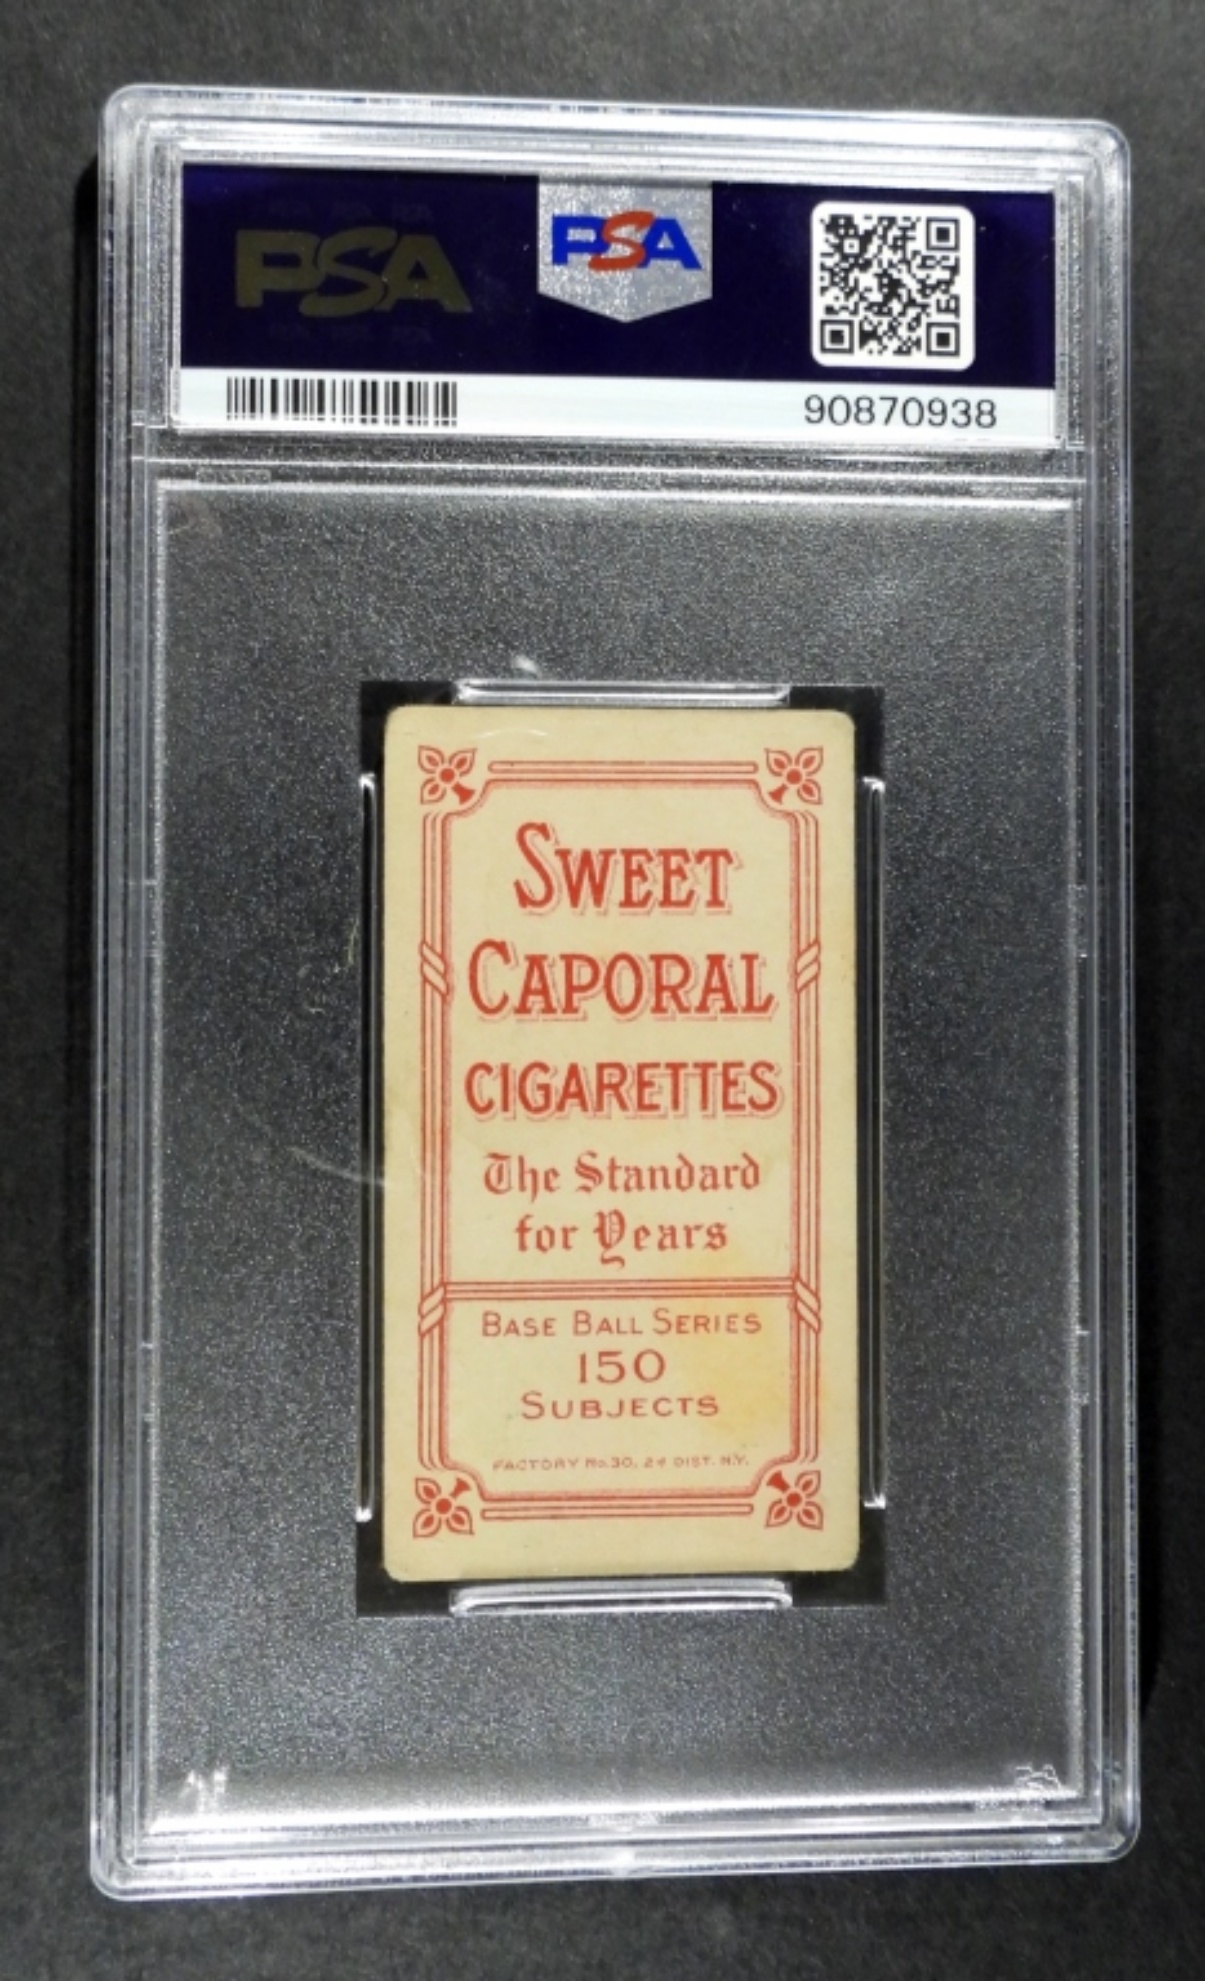 PSA
PSA
90870938
SWEET
CAPORAL
CIGARETTES
The Standard
for Years
BASE BALL SERIES
150
SUBJECTS
FACTORY No. 30, 2d DIST. N.Y.